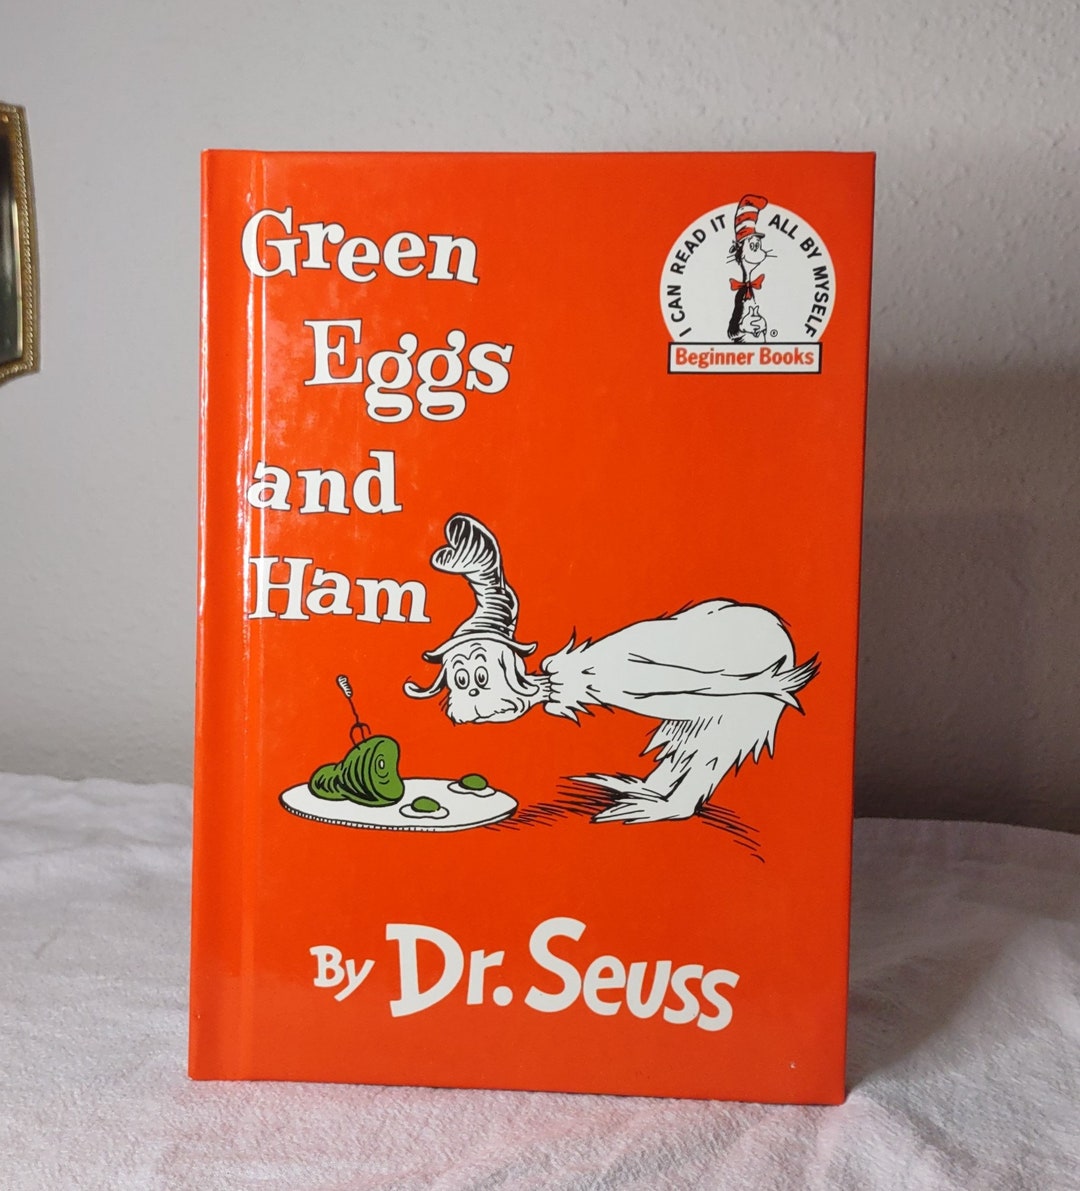 Green
Eggs
and
Ham
I CAN READ IT ALL BY MYSELF
®
Beginner Books
By Dr. Seuss